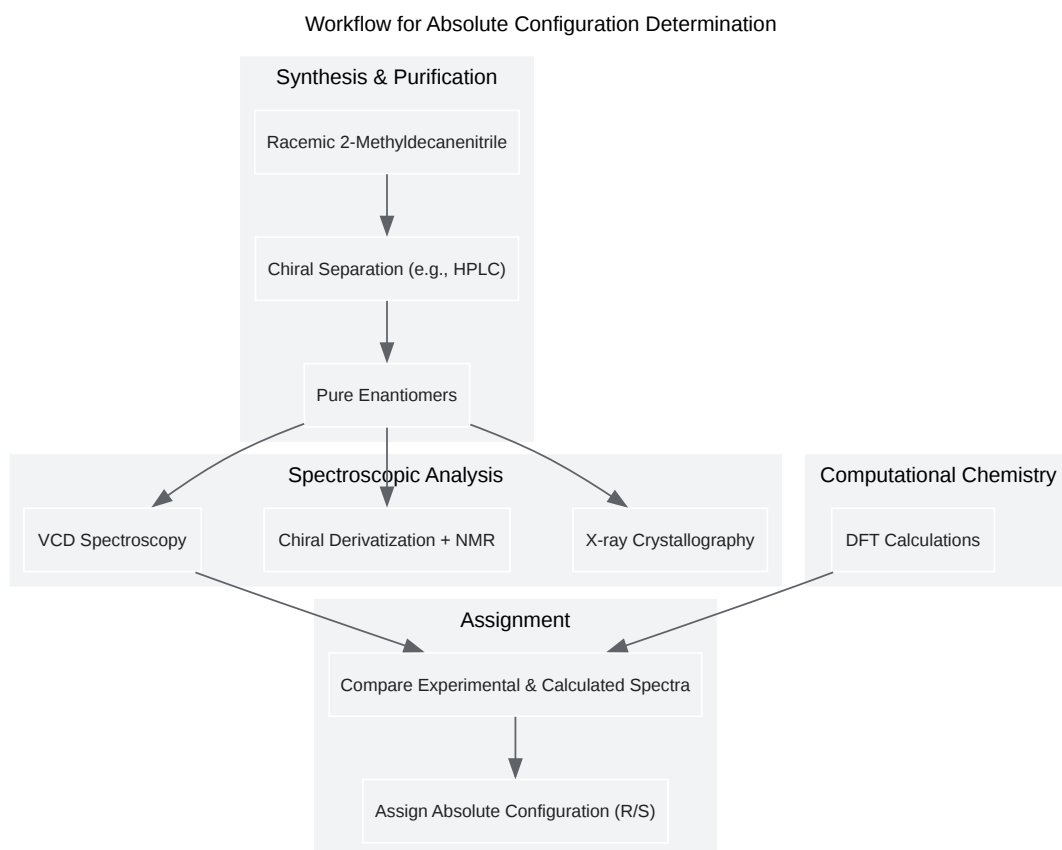 Workflow for Absolute Configuration Determination
Synthesis & Purification
Racemic 2-Methyldecanenitrile
Chiral Separation (e.g., HPLC)
Pure Enantiomers
Spectroscopic Analysis
Computational Chemistry
VCD Spectroscopy
Chiral Derivatization + NMR
X-ray Crystallography
DFT Calculations
Assignment
Compare Experimental & Calculated Spectra
Assign Absolute Configuration (R/S)